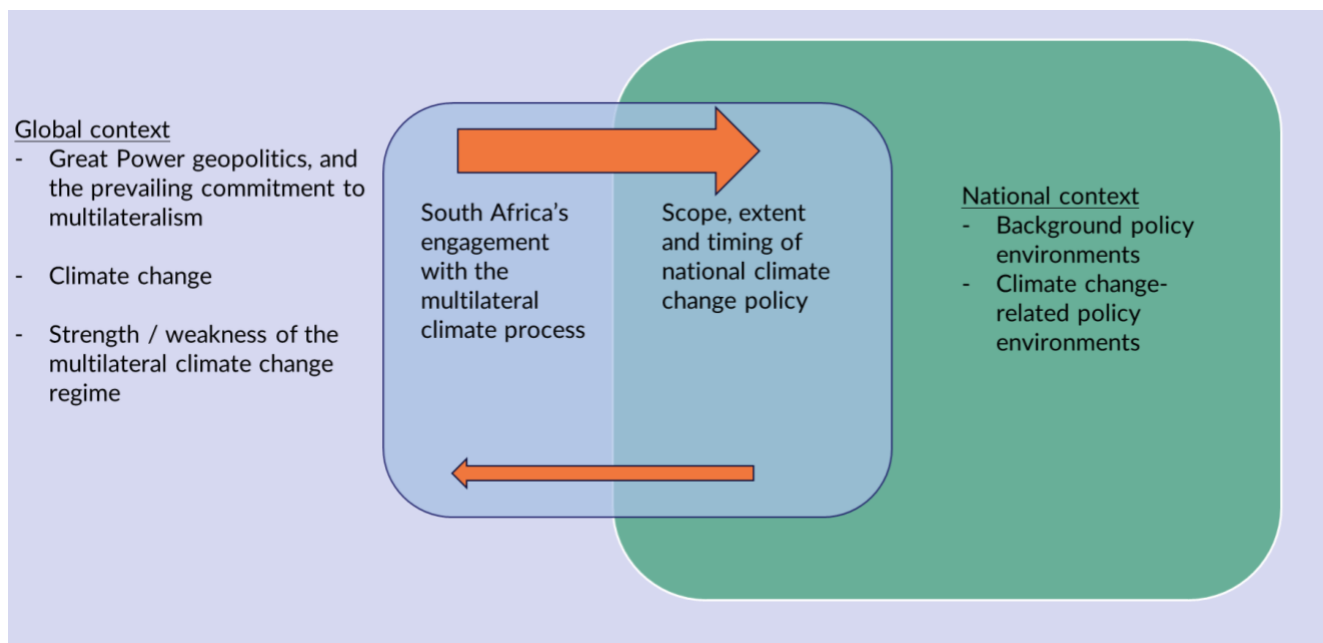 Global context
- Great Power geopolitics, and
the prevailing commitment to
multilateralism
- Climate change
- Strength / weakness of the
multilateral climate change
regime
South Africa's
engagement
with the
multilateral
climate process
Scope, extent
and timing of
national climate
change policy
National context
- Background policy
environments
- Climate change-
related policy
environments